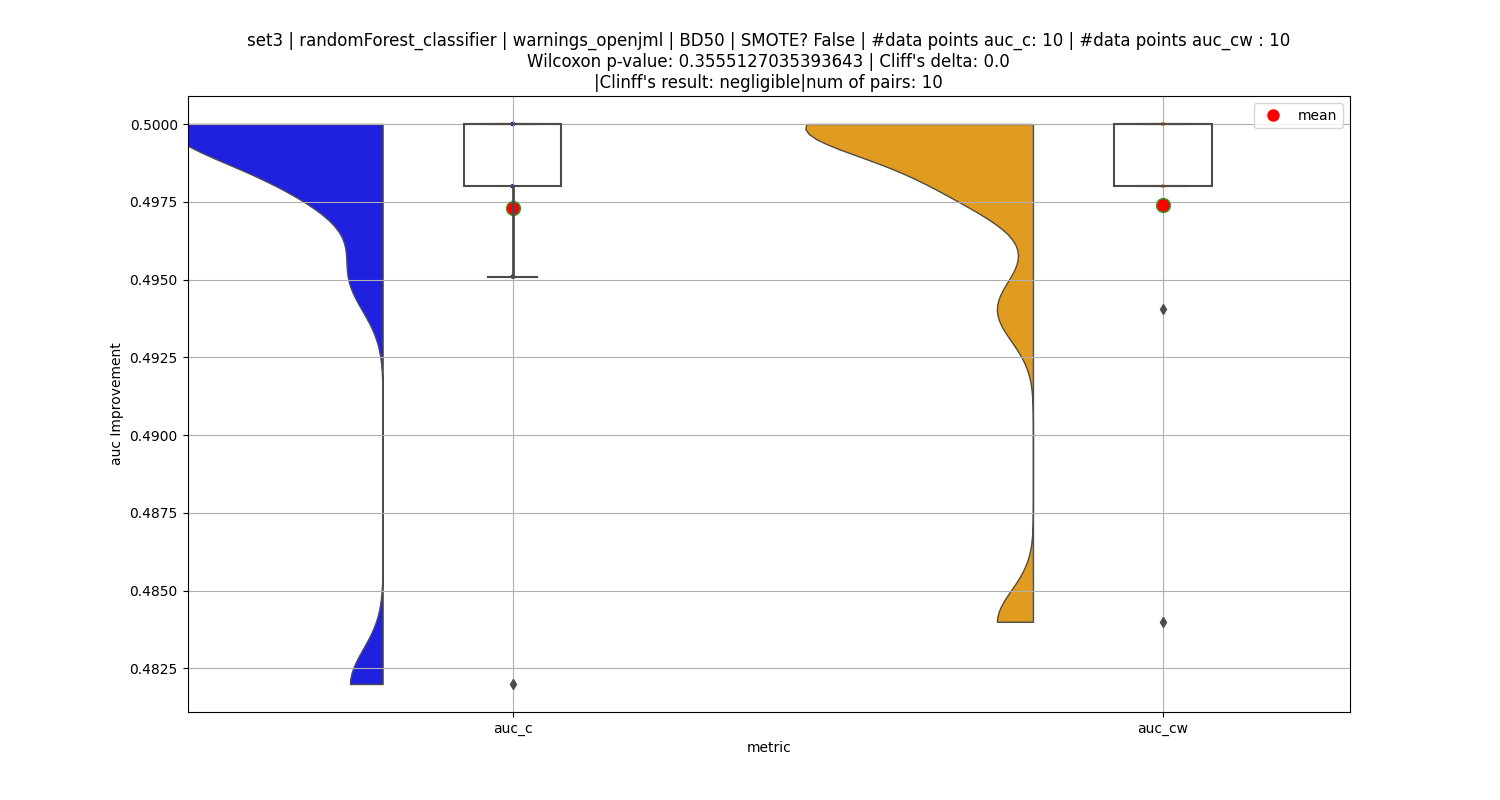 set3 | randomForest_classifier | warnings_openjml | BD50 | SMOTE? False | #data points auc_c: 10 | #data points auc_cw : 10
Wilcoxon p-value: 0.3555127035393643 | Cliff's delta: 0.0
|Clinff's result: negligible|num of pairs: 10
mean
0.5000
0.4975
0.4950
0.4925
0.4900
0.4875
0.4850
0.4825
auc Improvement
auc_c
auc_cw
metric